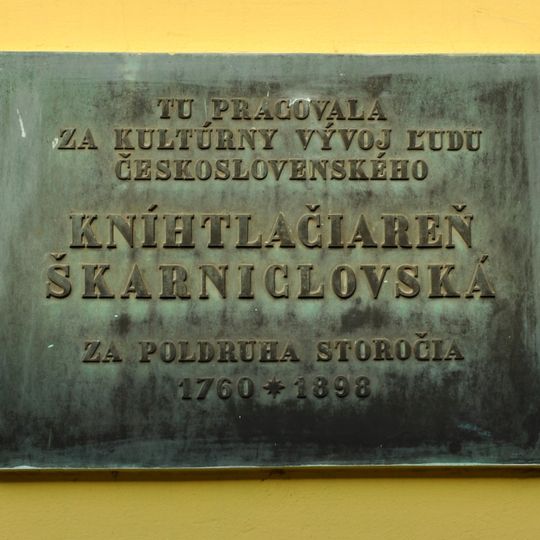 TU PRACOVALA
ZA KULTÚRNY VÝVOJ ĽUDU
ČESKOSLOVENSKÉHO
KNÍHTLAČIAREŇ
ŠKARNICLOVSKÁ
ZA POLDRUHA STOROČIA
1760 ✴ 1898